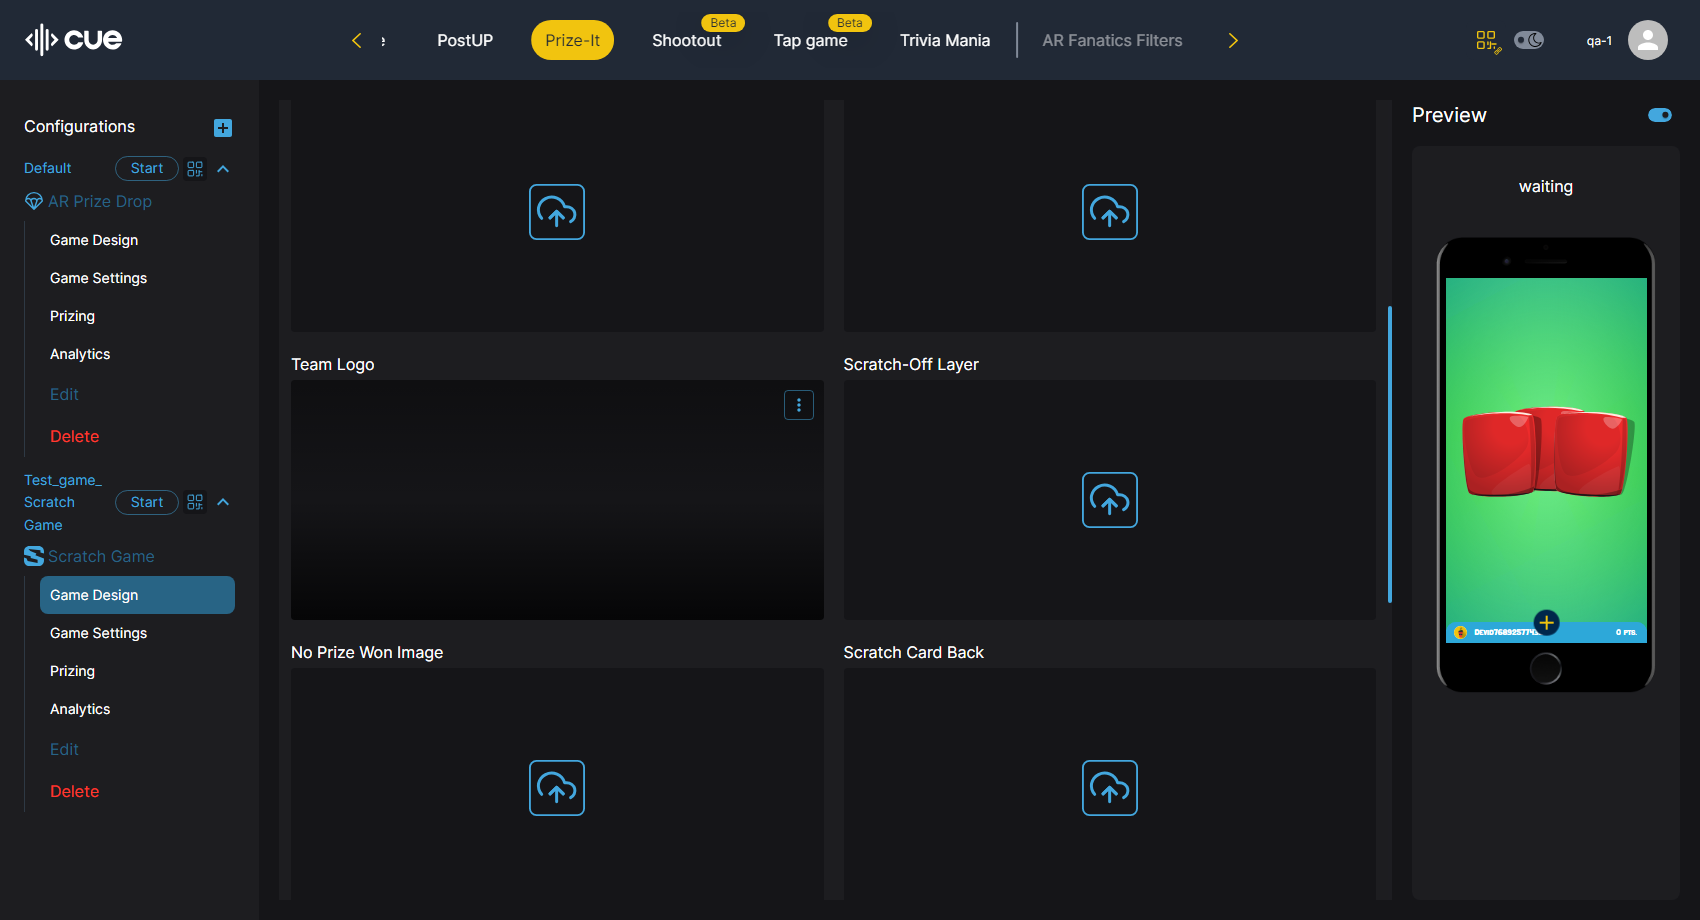 cue
PostUP
Prize-It
Shootout
Beta
Tap game
Beta
Trivia Mania
AR Fanatics Filters
qa-1
Configurations
Default
Start
AR Prize Drop
Game Design
Game Settings
Prizing
Analytics
Edit
Delete
Test_game_
Scratch
Game
Start
Scratch Game
Game Design
Game Settings
Prizing
Analytics
Edit
Delete
Team Logo
Scratch-Off Layer
No Prize Won Image
Scratch Card Back
Preview
waiting
0 PTS.